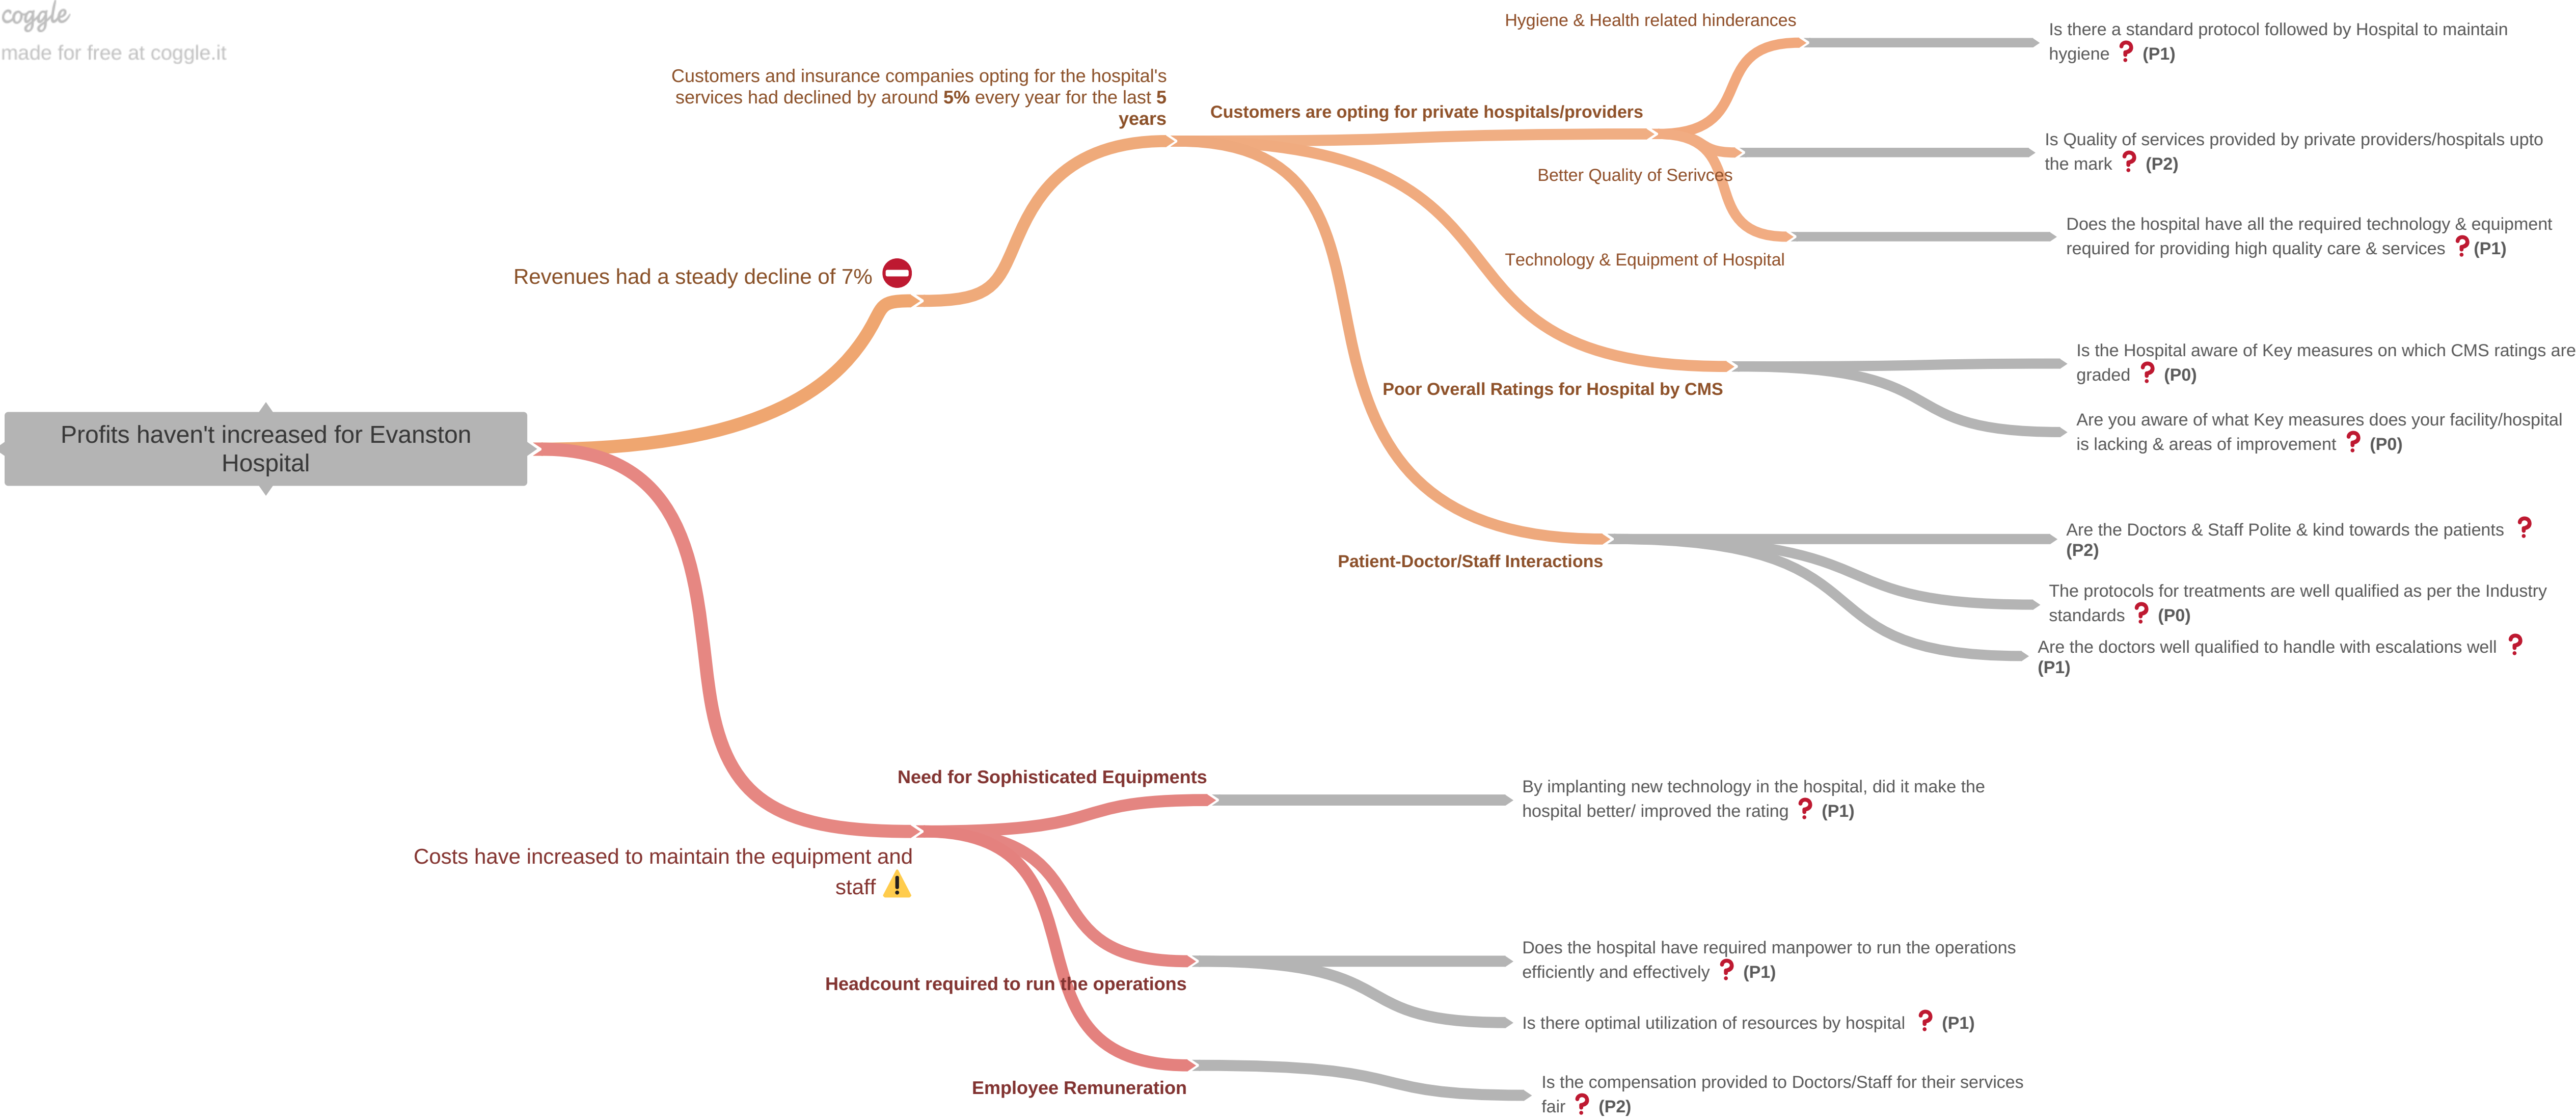 coggle
made for free at coggle.it
Hygiene & Health related hinderances
Is there a standard protocol followed by Hospital to maintain
hygiene ❓ (P1)
Customers and insurance companies opting for the hospital's
services had declined by around 5% every year for the last 5
years
Customers are opting for private hospitals/providers
Is Quality of services provided by private providers/hospitals upto
the mark ❓ (P2)
Better Quality of Serivces
Does the hospital have all the required technology & equipment
required for providing high quality care & services ❓ (P1)
Technology & Equipment of Hospital
Revenues had a steady decline of 7% ⛔
Is the Hospital aware of Key measures on which CMS ratings are
graded ❓ (P0)
Poor Overall Ratings for Hospital by CMS
Are you aware of what Key measures does your facility/hospital
is lacking & areas of improvement ❓ (P0)
Profits haven't increased for Evanston
Hospital
Are the Doctors & Staff Polite & kind towards the patients ❓
(P2)
Patient-Doctor/Staff Interactions
The protocols for treatments are well qualified as per the Industry
standards ❓ (P0)
Are the doctors well qualified to handle with escalations well ❓
(P1)
Need for Sophisticated Equipments
By implanting new technology in the hospital, did it make the
hospital better/ improved the rating ❓ (P1)
Costs have increased to maintain the equipment and
staff ⚠️
Does the hospital have required manpower to run the operations
efficiently and effectively ❓ (P1)
Headcount required to run the operations
Is there optimal utilization of resources by hospital ❓ (P1)
Employee Remuneration
Is the compensation provided to Doctors/Staff for their services
fair ❓ (P2)